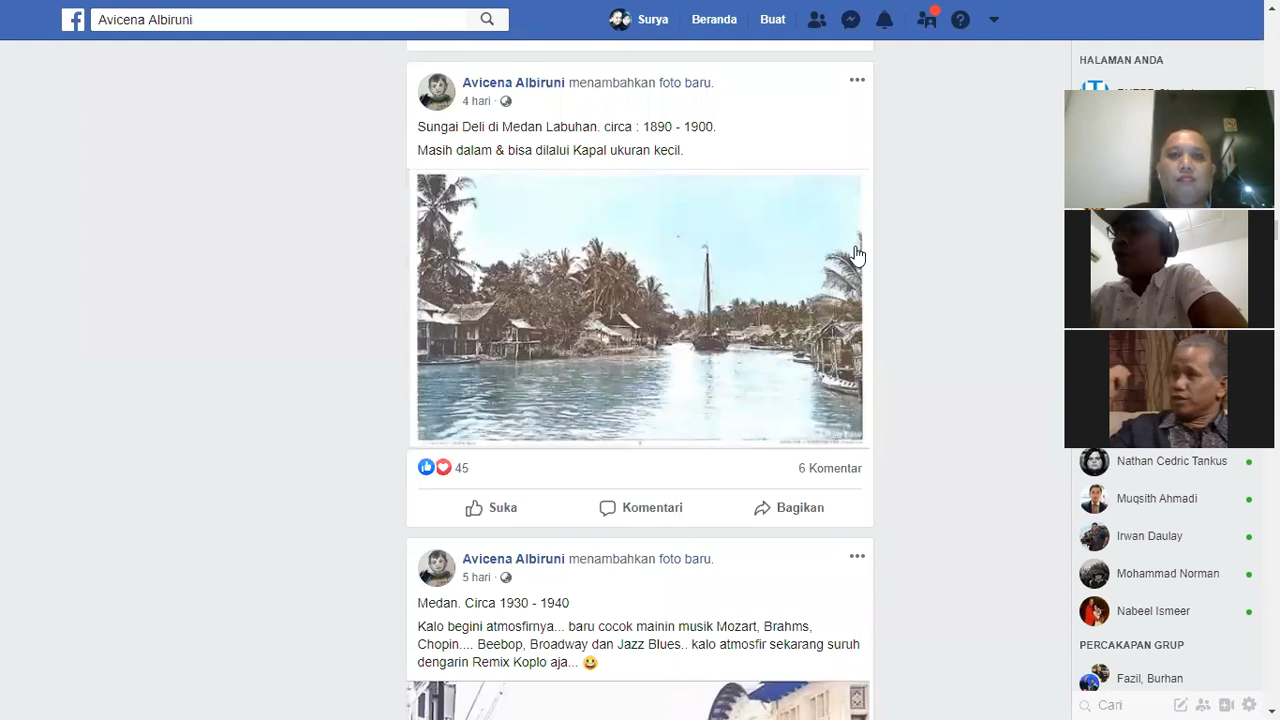 Avicena Albiruni
Surya
Beranda
Buat
HALAMAN ANDA
Avicena Albiruni menambahkan foto baru.
4 hari
Sungai Deli di Medan Labuhan. circa : 1890 - 1900.
Masih dalam & bisa dilalui Kapal ukuran kecil.
45
6 Komentar
Suka
Komentari
Bagikan
Avicena Albiruni menambahkan foto baru.
5 hari
Medan. Circa 1930 - 1940
Kalo begini atmosfirnya... baru cocok mainin musik Mozart, Brahms,
Chopin.... Beebop, Broadway dan Jazz Blues.. kalo atmosfir sekarang suruh
dengarin Remix Koplo aja...
Nathan Cedric Tankus
Muqsith Ahmadi
Irwan Daulay
Mohammad Norman
Nabeel Ismeer
PERCAKAPAN GRUP
Fazil, Burhan
Cari